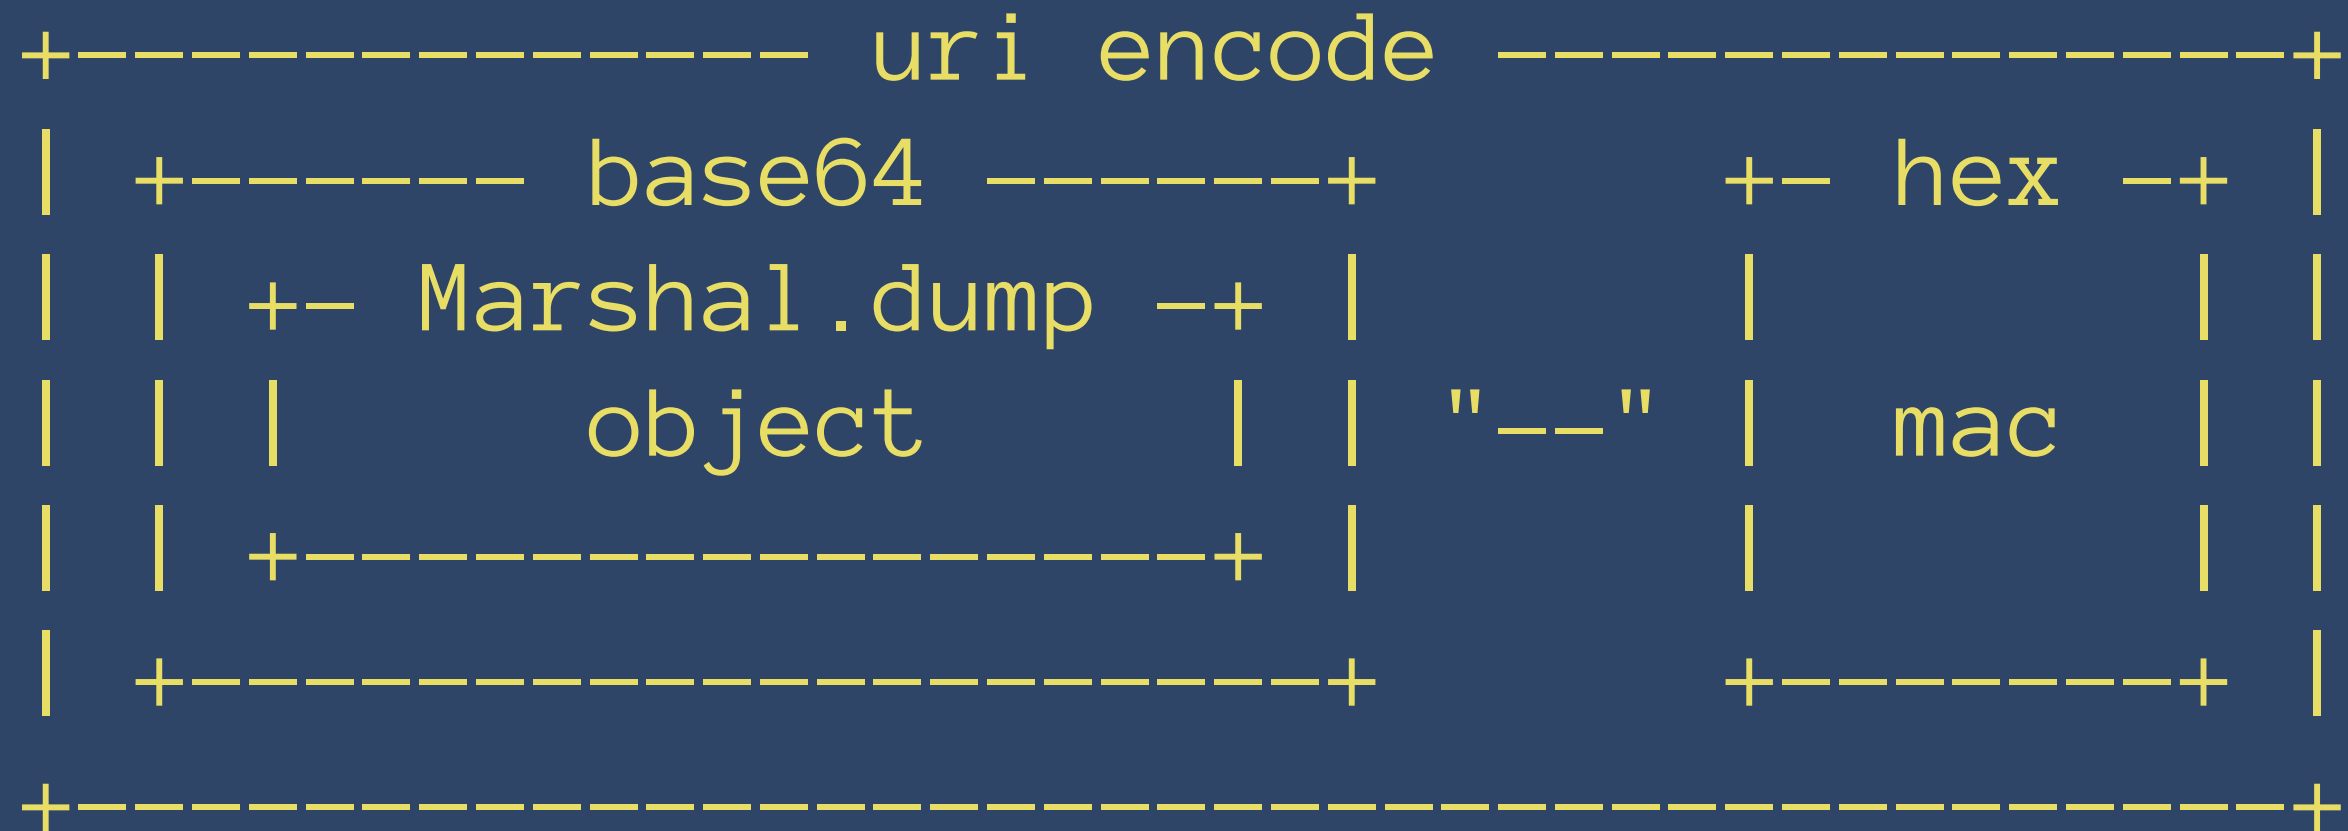 +------------- uri encode --------------+
| +------ base64 ------+      +- hex -+ |
| | +- Marshal.dump -+ |      |       | |
| | |     object     | | "--" |  mac  | |
| | +----------------+ |      |       | |
| +--------------------+      +-------+ |
+---------------------------------------+